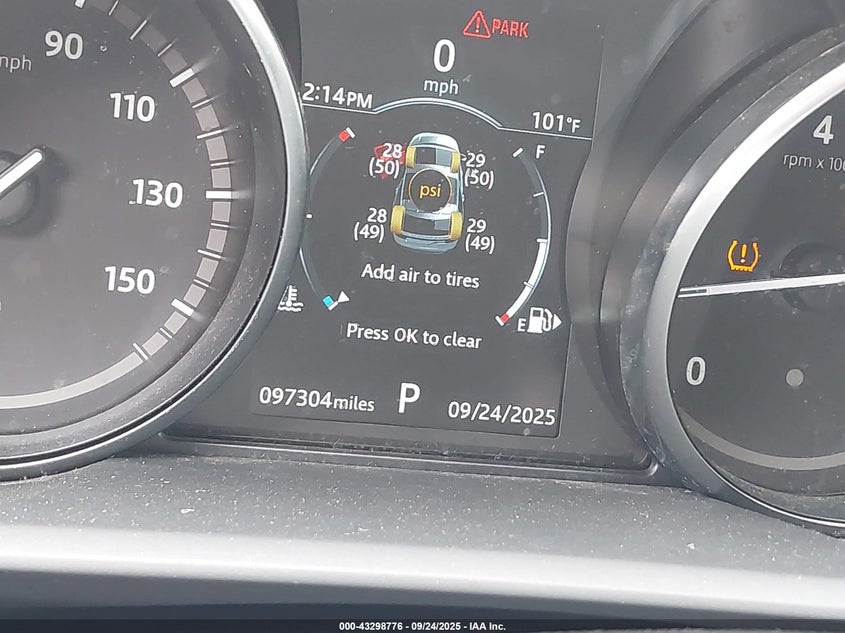 PARK
0
mph
90
mph
2:14PM
101°F
110
28
(50)
29
(50)
F
psi
130
28
(49)
29
(49)
4
150
Add air to tires
E
Press OK to clear
0
097304miles
P
09/24/2025
000-43298776 - 09/24/2025 - IAA Inc.